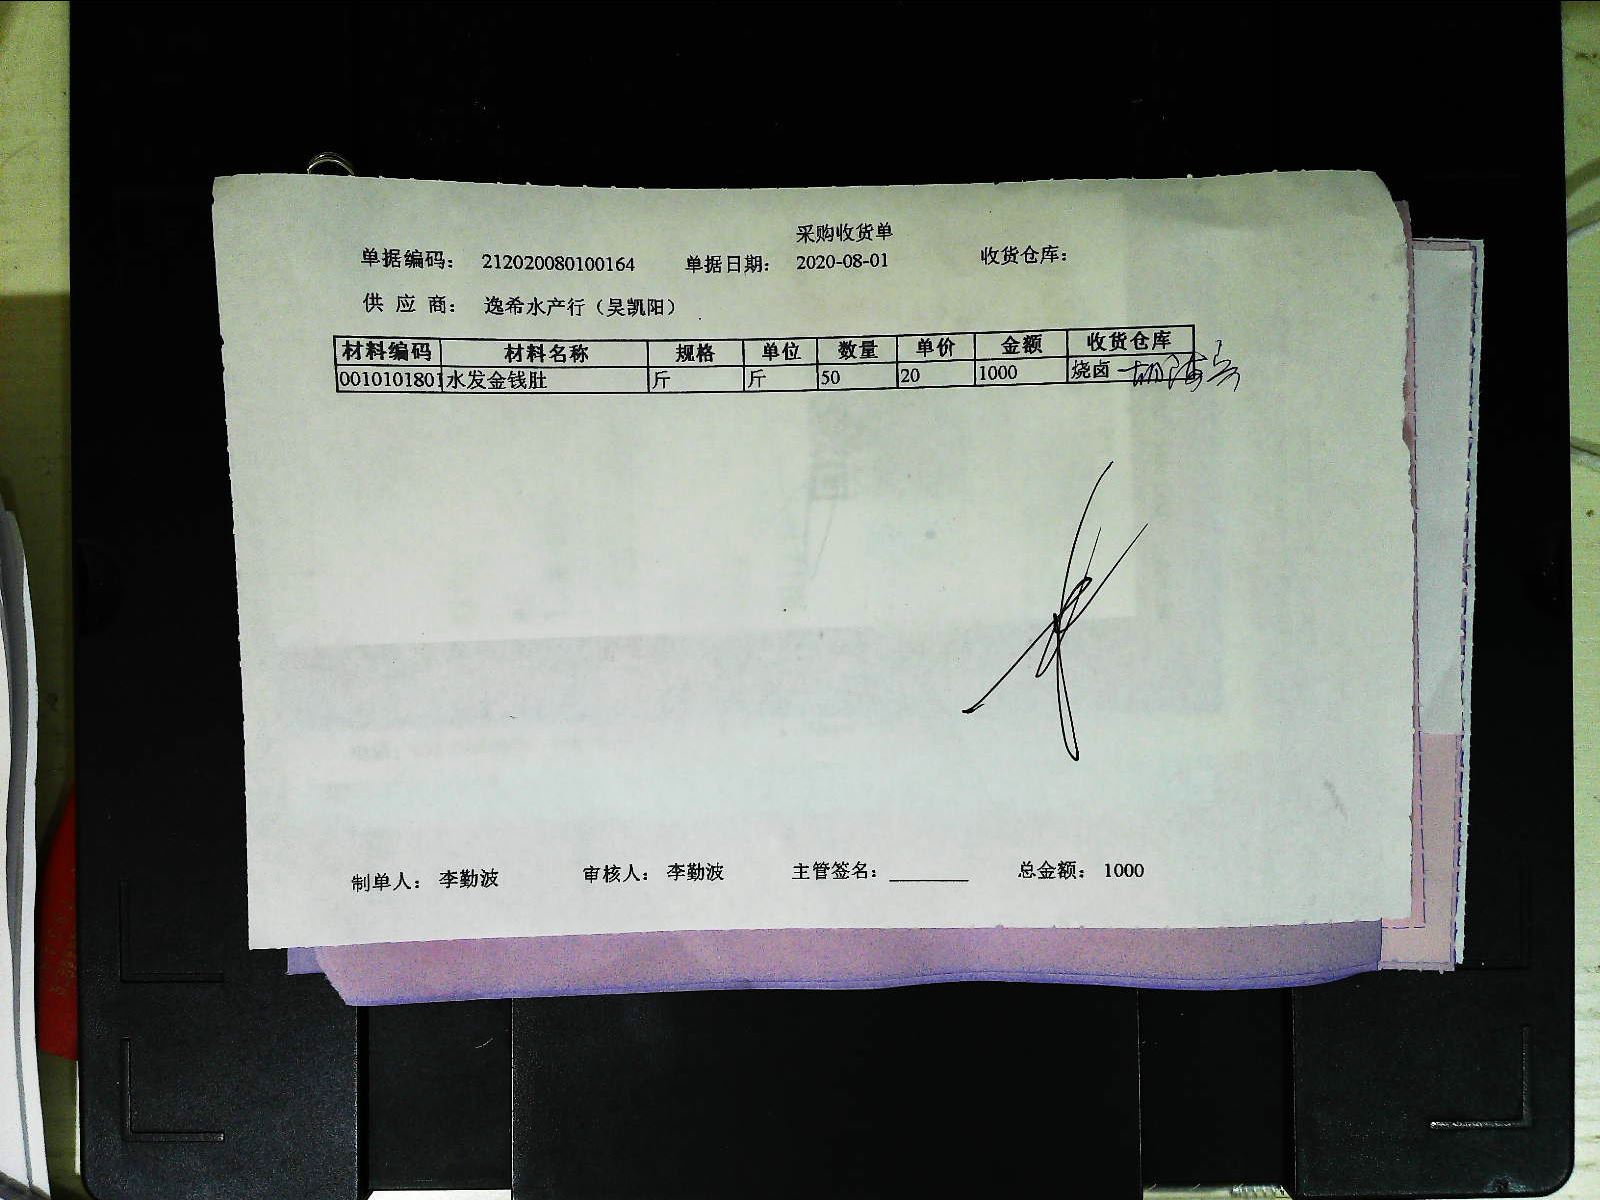 采购收货单
单据编码： 212020080100164 单据日期： 2020-08-01 收货仓库：
供 应 商： 逸希水产行（吴凯阳）
材料编码 材料名称 规格 单位 数量 单价 金额 收货仓库
0010101801 水发金钱肚 斤 斤 50 20 1000 烧卤
制单人： 李勤波 审核人： 李勤波 主管签名： 总金额： 1000